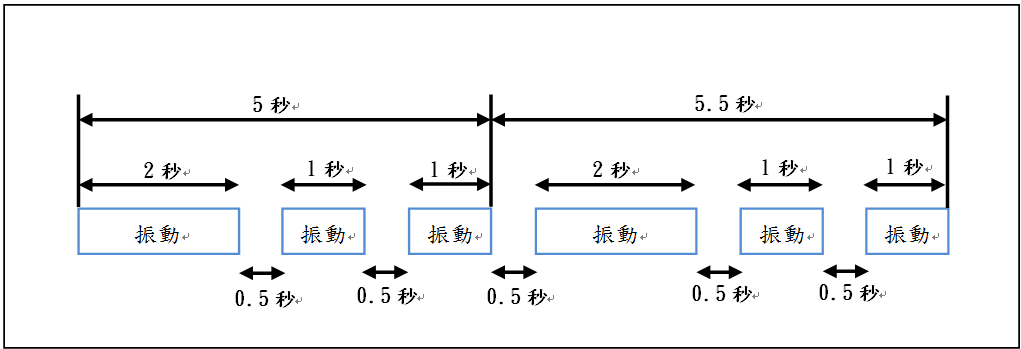 5 秒 5.5 秒
2 秒 1 秒 1 秒 2 秒 1 秒 1 秒
振動 振動 振動 振動 振動 振動
0.5 秒 0.5 秒 0.5 秒 0.5 秒 0.5 秒